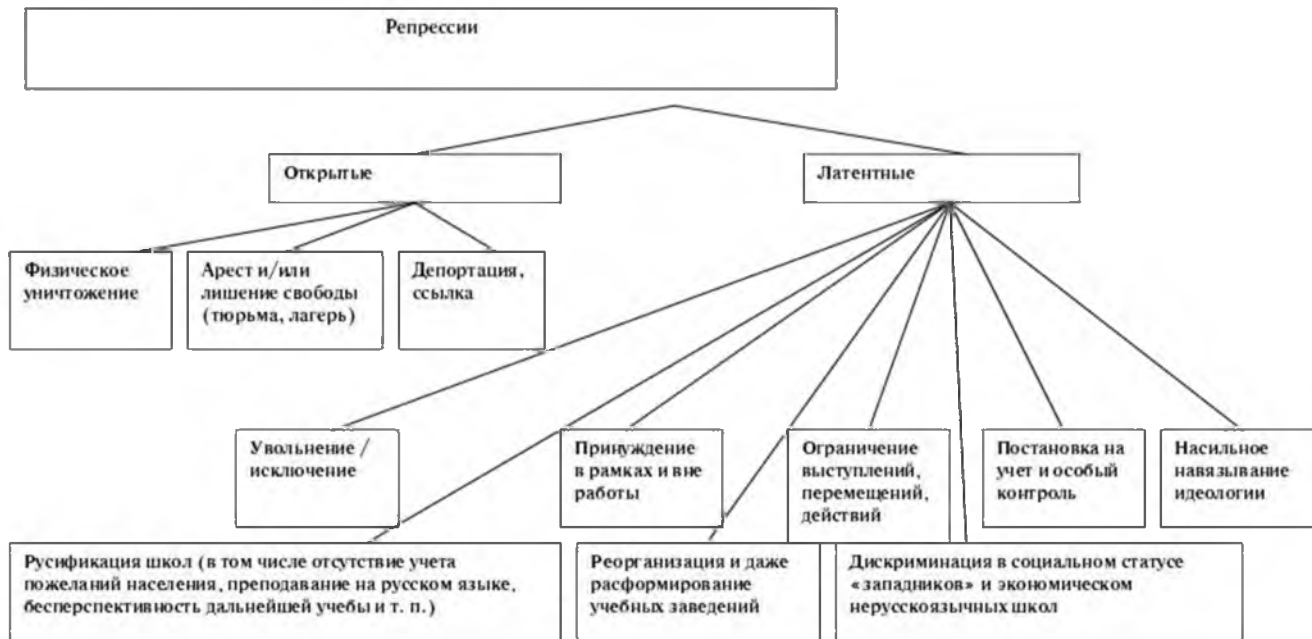 Репрессии
Открытые
Латентные
Физическое
уничтожение
Арест и/или
лишение свободы
(тюрьма, лагерь)
Депортация,
ссылка
Увольнение /
исключение
Принуждение
в рамках и вне
работы
Ограничение
выступлений,
перемещений,
действий
Постановка на
учет и особый
контроль
Насильное
навязывание
идеологии
Русификация школ (в том числе отсутствие учета
пожеланий населения, преподавание на русском языке,
бесперспективность дальнейшей учебы и т. п.)
Реорганизация и даже
расформирование
учебных заведений
Дискриминация в социальном статусе
«западников» и экономическом
нерусскоязычных школ